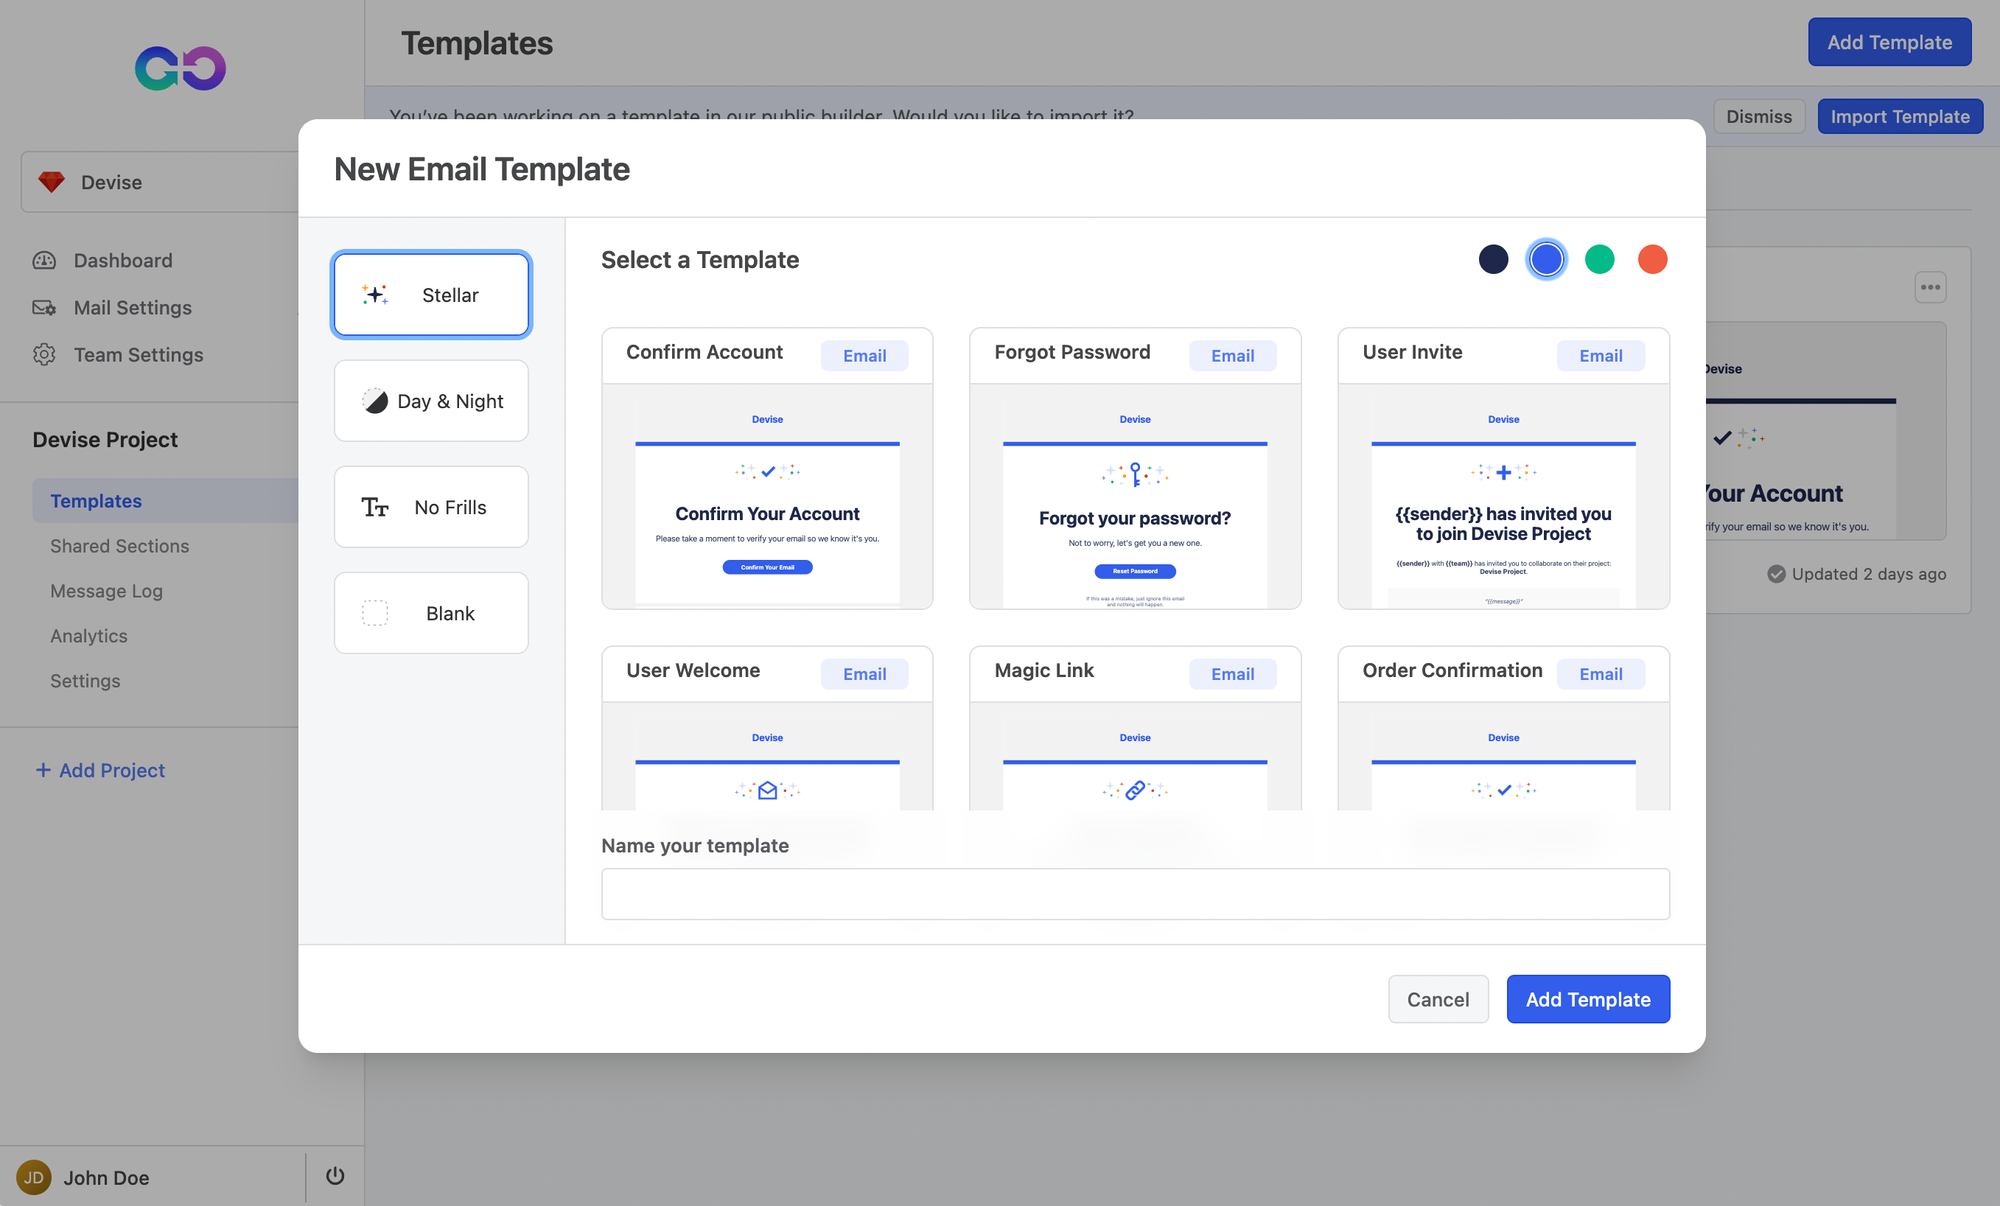 Templates
Add Template
You've been working on a template in our public builder. Would you like to import it?
Dismiss
Import Template
Devise
Dashboard
Mail Settings
Team Settings
Devise Project
Templates
Shared Sections
Message Log
Analytics
Settings
+ Add Project
JD
John Doe
New Email Template
Stellar
Day & Night
TT No Frills
Blank
Select a Template
Confirm Account
Email
Devise
Confirm Your Account
Please take a moment to verify your email so we know it's you.
Confirm Your Email
Forgot Password
Email
Devise
Forgot your password?
Not to worry, let's get you a new one.
Reset Password
If this was a mistake, just ignore this email
and nothing will happen.
User Invite
Email
Devise
{{sender}} has invited you
to join Devise Project
{{sender}} with {{team}} has invited you to collaborate on their project:
Devise Project.
"{{message}}"
User Welcome
Email
Devise
Magic Link
Email
Devise
Order Confirmation
Email
Devise
Name your template
Cancel
Add Template
Devise
Your Account
rify your email so we know it's you.
Updated 2 days ago